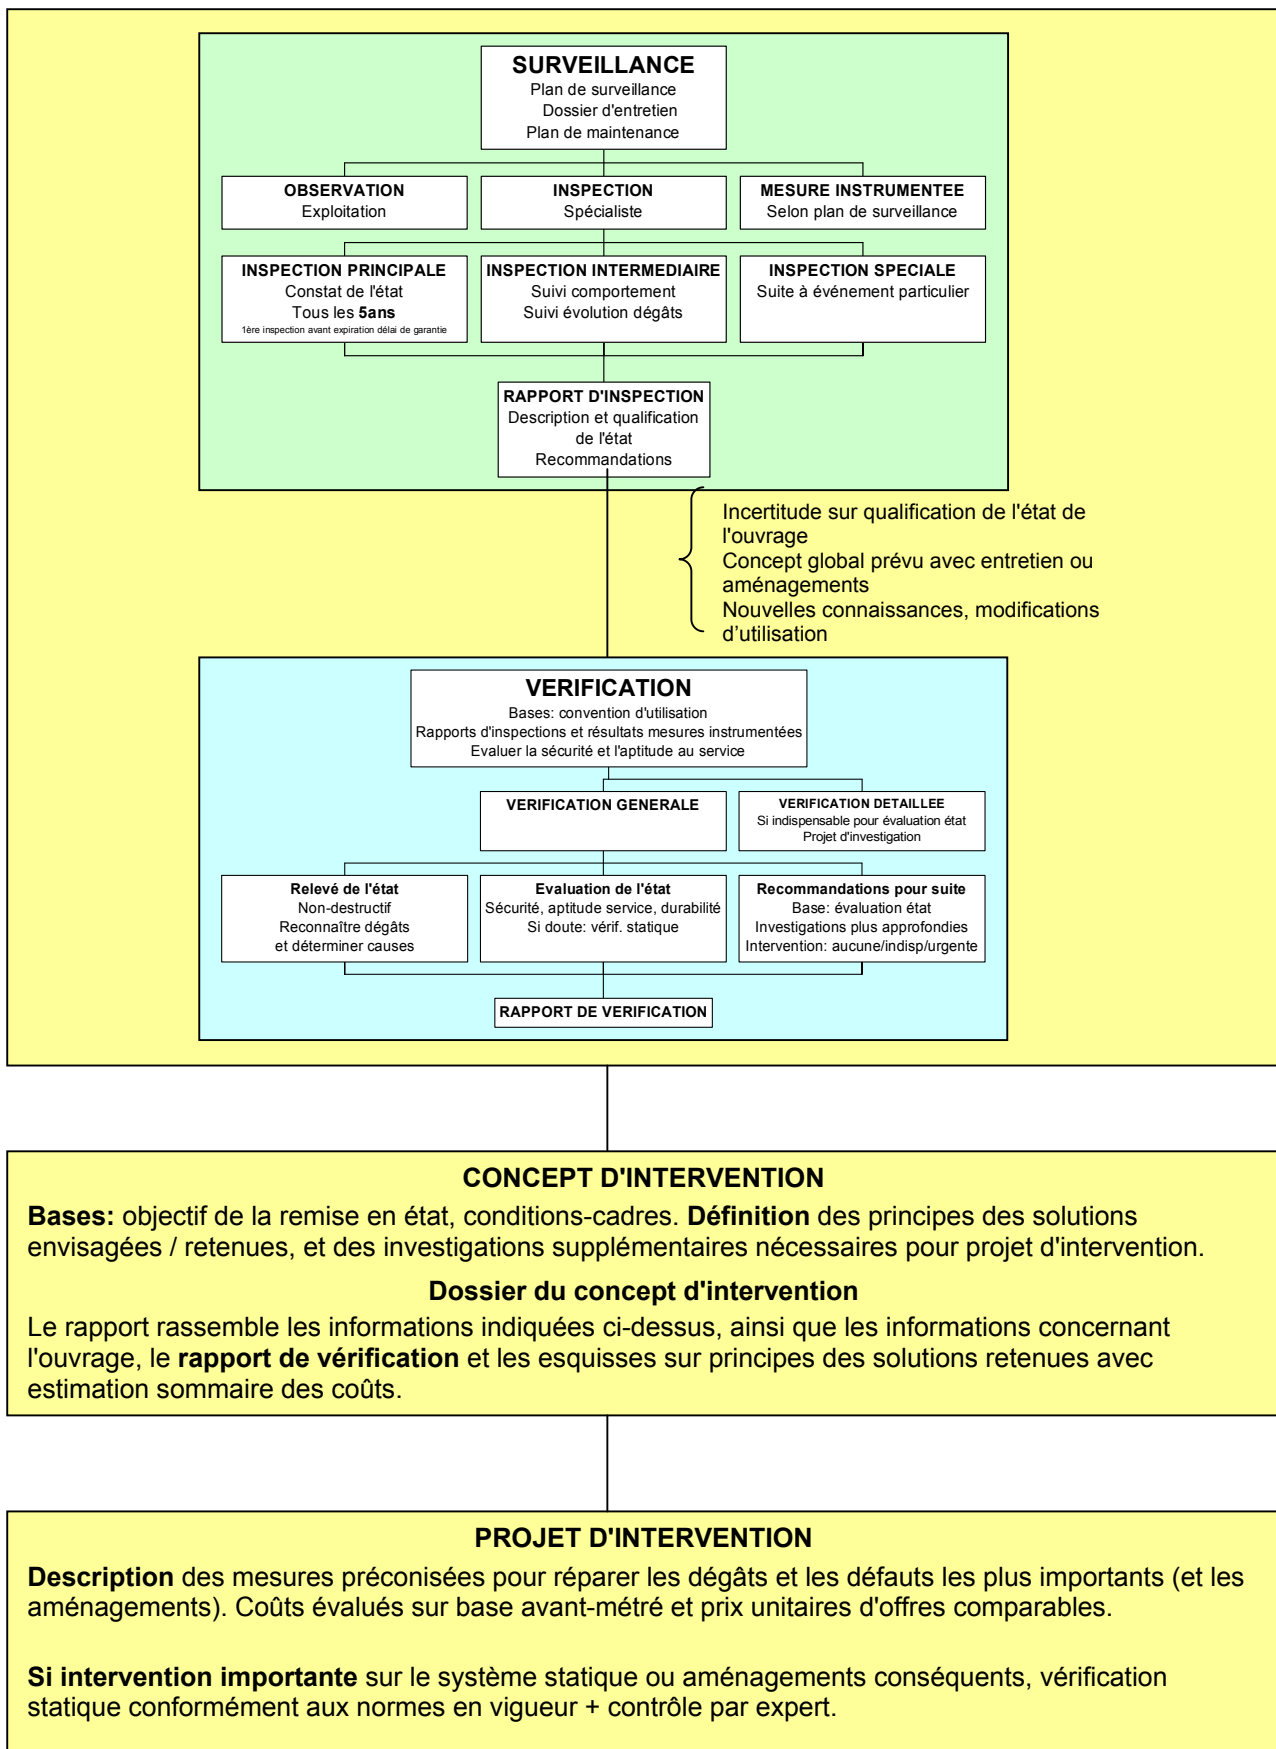 SURVEILLANCE
Plan de surveillance
Dossier d'entretien
Plan de maintenance
OBSERVATION
Exploitation
INSPECTION
Spécialiste
MESURE INSTRUMENTEE
Selon plan de surveillance
INSPECTION PRINCIPALE
Constat de l'état
Tous les 5ans
1ère inspection avant expiration délai de garantie
INSPECTION INTERMEDIAIRE
Suivi comportement
Suivi évolution dégâts
INSPECTION SPECIALE
Suite à événement particulier
RAPPORT D'INSPECTION
Description et qualification
de l'état
Recommandations
Incertitude sur qualification de l'état de
l'ouvrage
Concept global prévu avec entretien ou
aménagements
Nouvelles connaissances, modifications
d’utilisation
VERIFICATION
Bases: convention d'utilisation
Rapports d'inspections et résultats mesures instrumentées
Evaluer la sécurité et l'aptitude au service
VERIFICATION GENERALE
VERIFICATION DETAILLEE
Si indispensable pour évaluation état
Projet d'investigation
Relevé de l'état
Non-destructif
Reconnaître dégâts
et déterminer causes
Evaluation de l'état
Sécurité, aptitude service, durabilité
Si doute: vérif. statique
Recommandations pour suite
Base: évaluation état
Investigations plus approfondies
Intervention: aucune/indisp/urgente
RAPPORT DE VERIFICATION
CONCEPT D'INTERVENTION
Bases: objectif de la remise en état, conditions-cadres. Définition des principes des solutions
envisagées / retenues, et des investigations supplémentaires nécessaires pour projet d'intervention.
Dossier du concept d'intervention
Le rapport rassemble les informations indiquées ci-dessus, ainsi que les informations concernant
l'ouvrage, le rapport de vérification et les esquisses sur principes des solutions retenues avec
estimation sommaire des coûts.
PROJET D'INTERVENTION
Description des mesures préconisées pour réparer les dégâts et les défauts les plus importants (et les
aménagements). Coûts évalués sur base avant-métré et prix unitaires d'offres comparables.
Si intervention importante sur le système statique ou aménagements conséquents, vérification
statique conformément aux normes en vigueur + contrôle par expert.